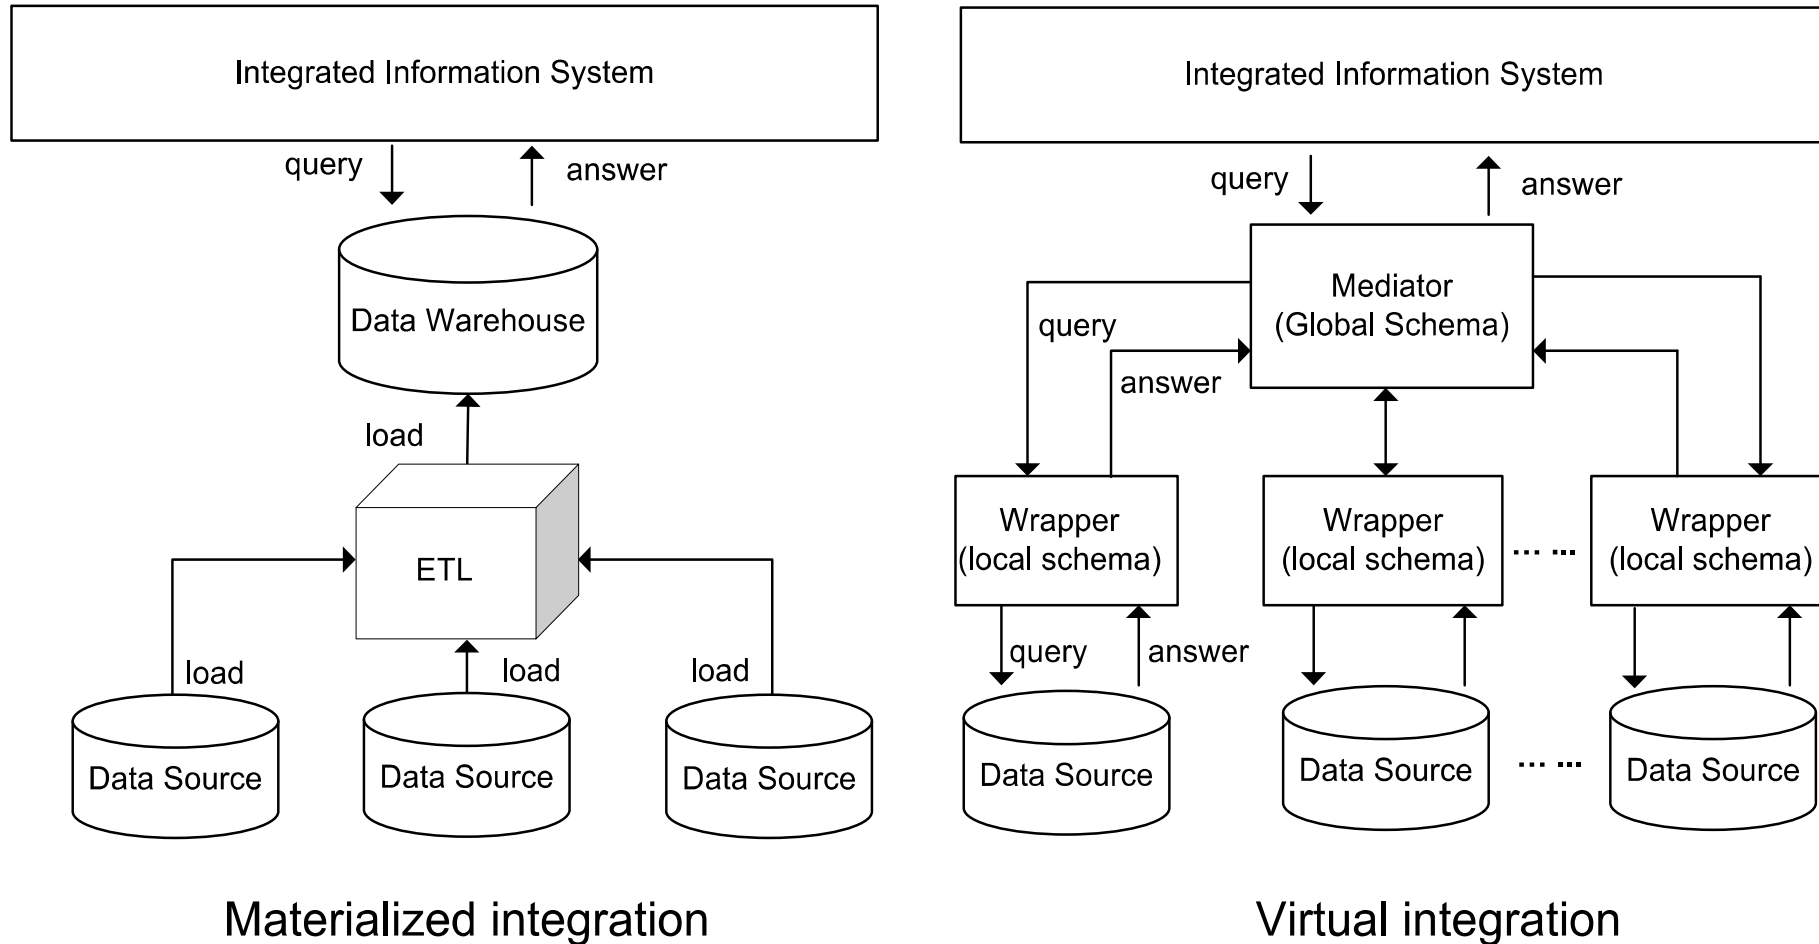 Integrated Information System
query
answer
Data Warehouse
load
ETL
load
load
load
Data Source
Data Source
Data Source
Materialized integration
Integrated Information System
query
answer
Mediator
(Global Schema)
query
answer
Wrapper
(local schema)
Wrapper
(local schema)
... ...
Wrapper
(local schema)
query
answer
Data Source
Data Source
... ...
Data Source
Virtual integration